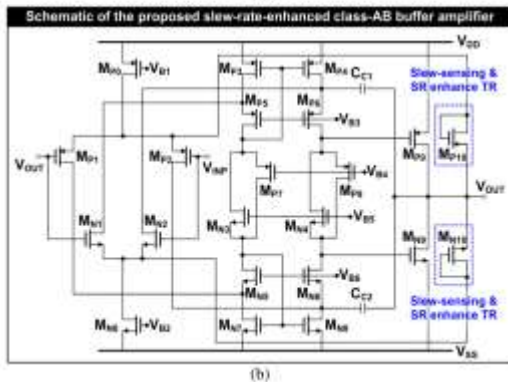 Schematic of the proposed slew-rate-enhanced class-AB buffer amplifier
VDD
MP0 VB1 MP3 MP4 CC1 Slew-sensing &
SR enhance TR
MP5 MP6
VB3
MP1 MP2 MP9 MP10
VOUT VINP
MP7 MP8 VB4
VOUT
MN1 MN2 MN3 MN4 VB5
MN9 MN10
MN5 MN6 VB6
CC2 Slew-sensing &
SR enhance TR
VB2 MN7
VSS
(b)